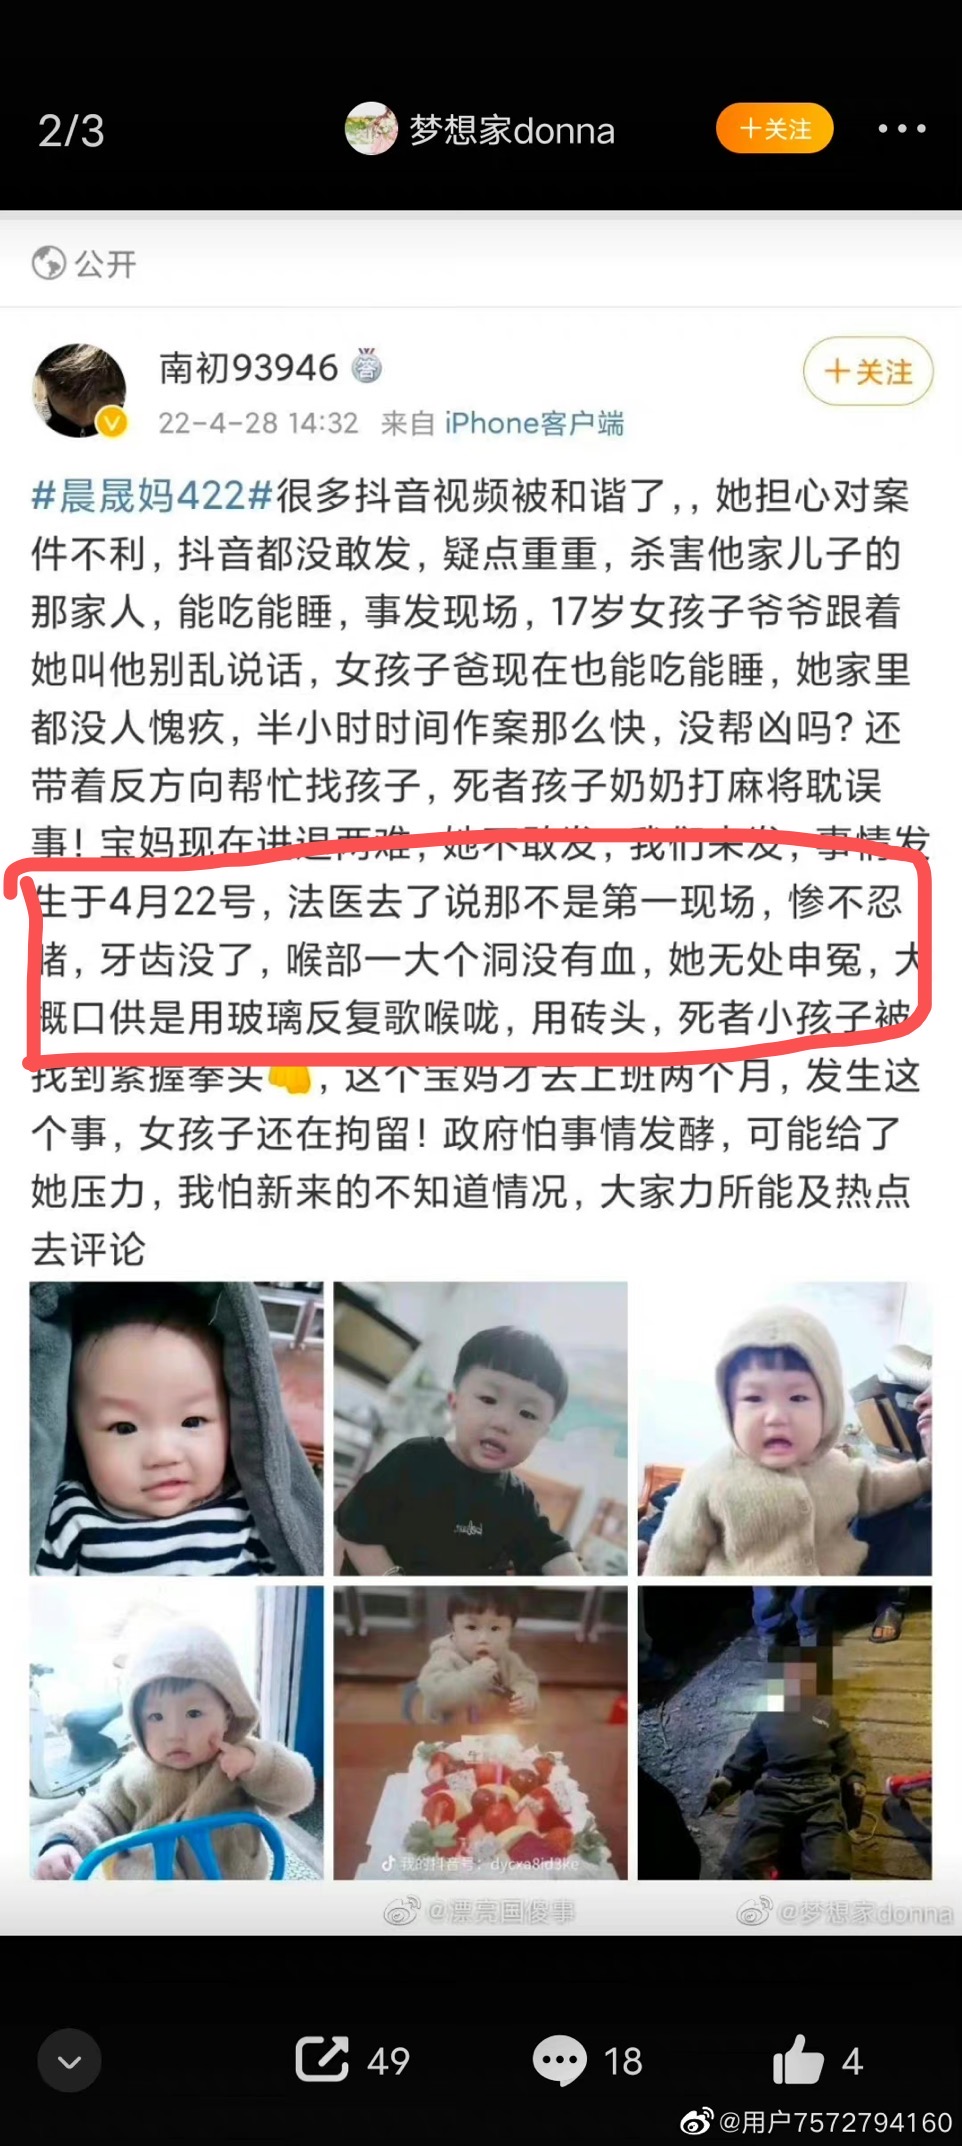 2/3
梦想家donna
+关注
公开
南初93946
答
+关注
22-4-28 14:32 来自 iPhone客户端
#晨晟妈422#很多抖音视频被和谐了,, 她担心对案
件不利, 抖音都没敢发, 疑点重重, 杀害他家儿子的
那家人, 能吃能睡, 事发现场, 17岁女孩子爷爷跟着
她叫他别乱说话, 女孩子爸现在也能吃能睡, 她家里
都没人愧疚, 半小时时间作案那么快, 没帮凶吗? 还
带着反方向帮忙找孩子, 死者孩子奶奶打麻将耽误
事! 宝妈现在进退两难, 她不敢发, 我们来发, 事情发
生于4月22号, 法医去了说那不是第一现场, 惨不忍
睹, 牙齿没了, 喉部一大个洞没有血, 她无处申冤, 大
概口供是用玻璃反复歌喉咙, 用砖头, 死者小孩子被
找到紧握拳头, 这个宝妈才去上班两个月, 发生这
个事, 女孩子还在拘留! 政府怕事情发酵, 可能给了
她压力, 我怕新来的不知道情况, 大家力所能及热点
去评论
我的抖音号: dycxa8id3ke
@漂亮国傻事
@梦想家donna
49
18
4
@用户7572794160